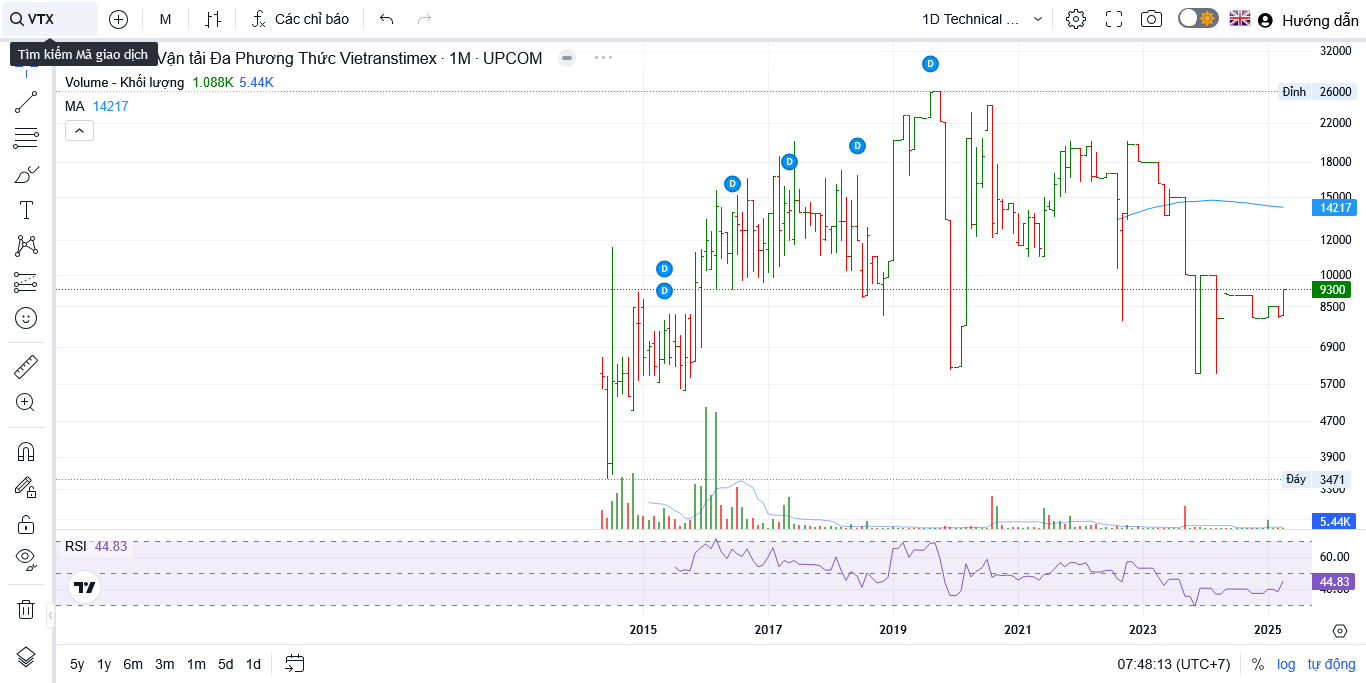 VTX
M
Các chỉ báo
1D Technical ...
Hướng dẫn
Tìm kiếm Mã giao dịch
Vận tải Đa Phương Thức Vietranstimex · 1M · UPCOM
Volume - Khối lượng 1.088K 5.44K
MA 14217
32000
Đỉnh 26000
22000
18000
15000
14217
12000
10000
9300
8500
6900
5700
4700
3900
Đáy 3471
3300
5.44K
D
D
D
D
D
D
RSI 44.83
60.00
44.83
40.00
2015 2017 2019 2021 2023 2025
5y 1y 6m 3m 1m 5d 1d
07:48:13 (UTC+7) % log tự động